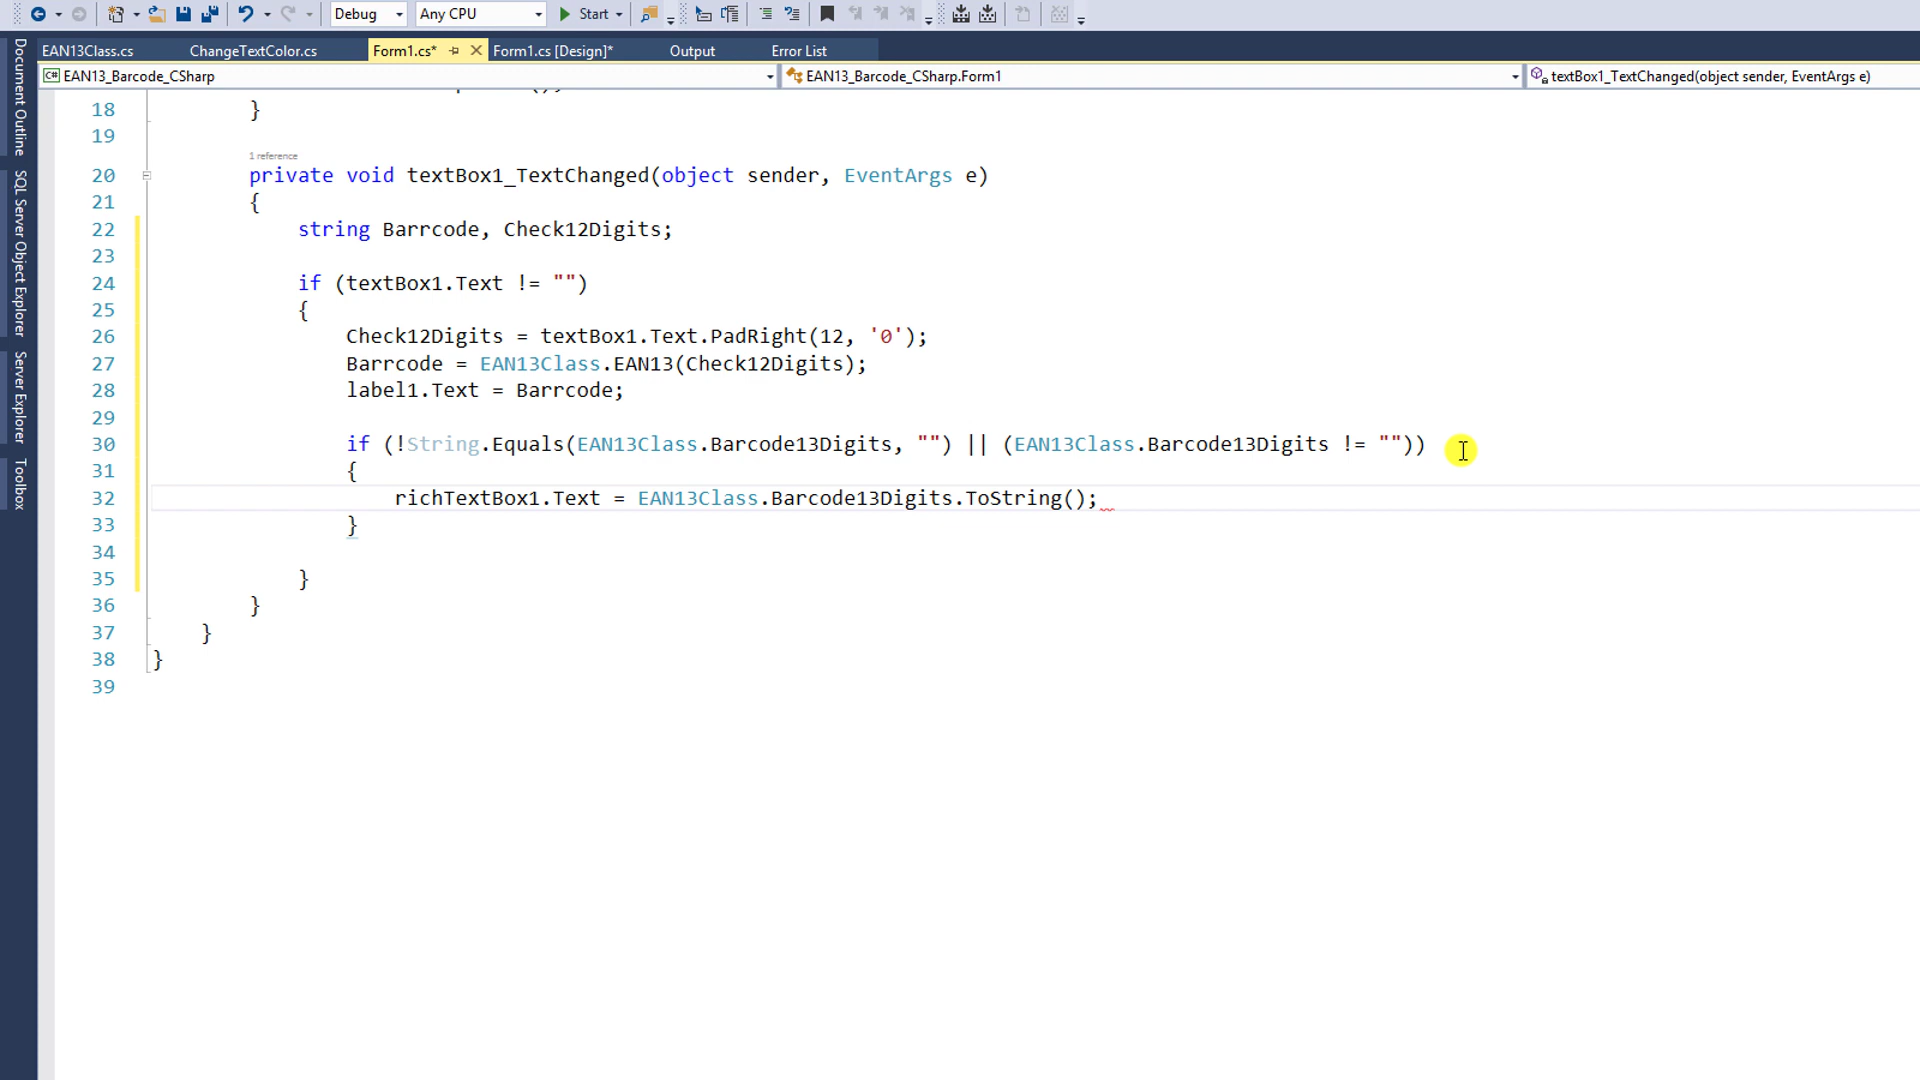 Debug Any CPU Start
EAN13Class.cs ChangeTextColor.cs Form1.cs* Form1.cs [Design]* Output Error List
C# EAN13_Barcode_CSharp EAN13_Barcode_CSharp.Form1 textBox1_TextChanged(object sender, EventArgs e)
Document Outline
SQL Server Object Explorer
Server Explorer
Toolbox
18 }
19
1 reference
20 private void textBox1_TextChanged(object sender, EventArgs e)
21 {
22 string Barrcode, Check12Digits;
23
24 if (textBox1.Text != "")
25 {
26 Check12Digits = textBox1.Text.PadRight(12, '0');
27 Barrcode = EAN13Class.EAN13(Check12Digits);
28 label1.Text = Barrcode;
29
30 if (!String.Equals(EAN13Class.Barcode13Digits, "") || (EAN13Class.Barcode13Digits != ""))
31 {
32 richTextBox1.Text = EAN13Class.Barcode13Digits.ToString();
33 }
34
35 }
36 }
37 }
38 }
39